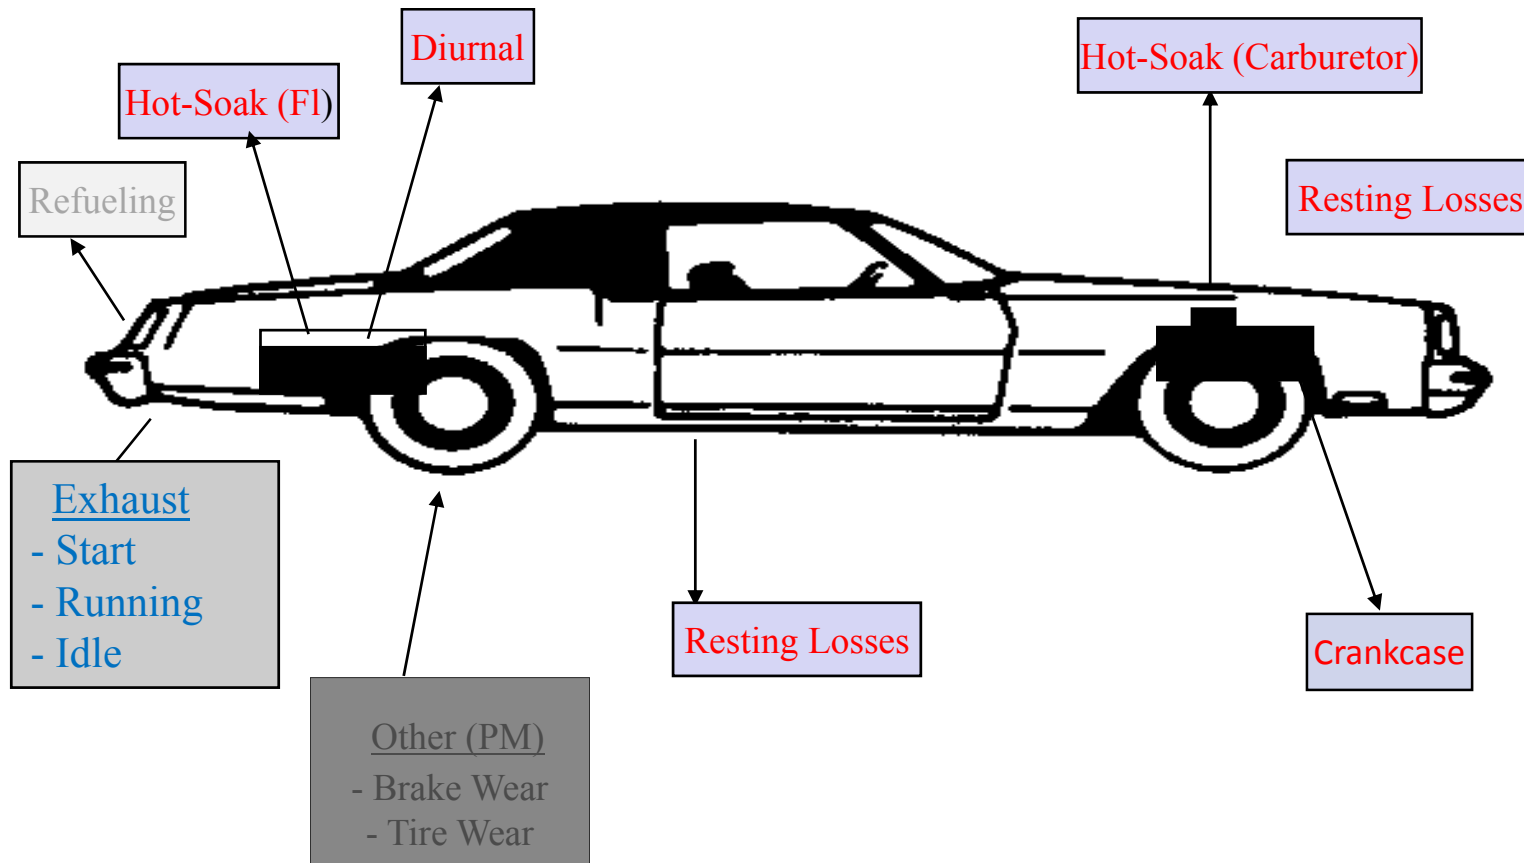 Diurnal
Hot-Soak (Carburetor)
Hot-Soak (Fl)
Refueling
Resting Losses
Exhaust
- Start
- Running
- Idle
Resting Losses
Crankcase
Other (PM)
- Brake Wear
- Tire Wear